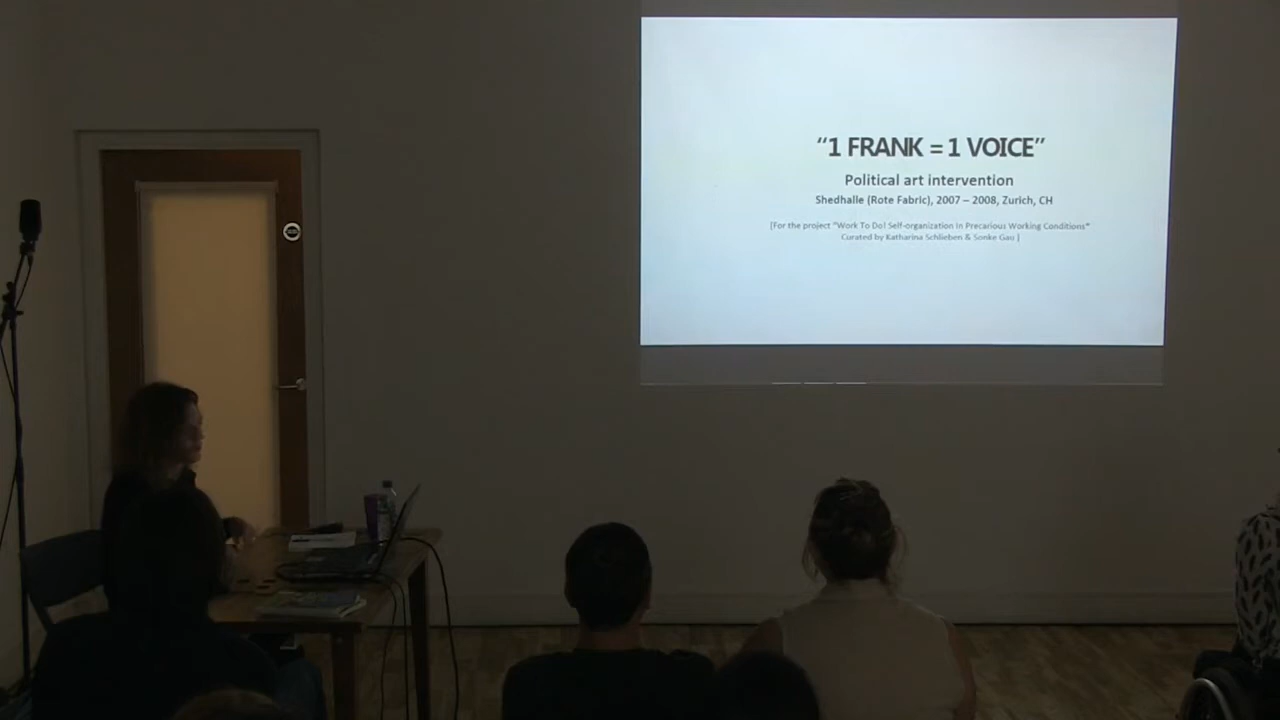 “1 FRANK = 1 VOICE”
Political art intervention
Shedhalle (Rote Fabric), 2007 – 2008, Zurich, CH
[For the project “Work To Do! Self-organization in Precarious Working Conditions”
Curated by Katharina Schlieben & Sonke Gau ]